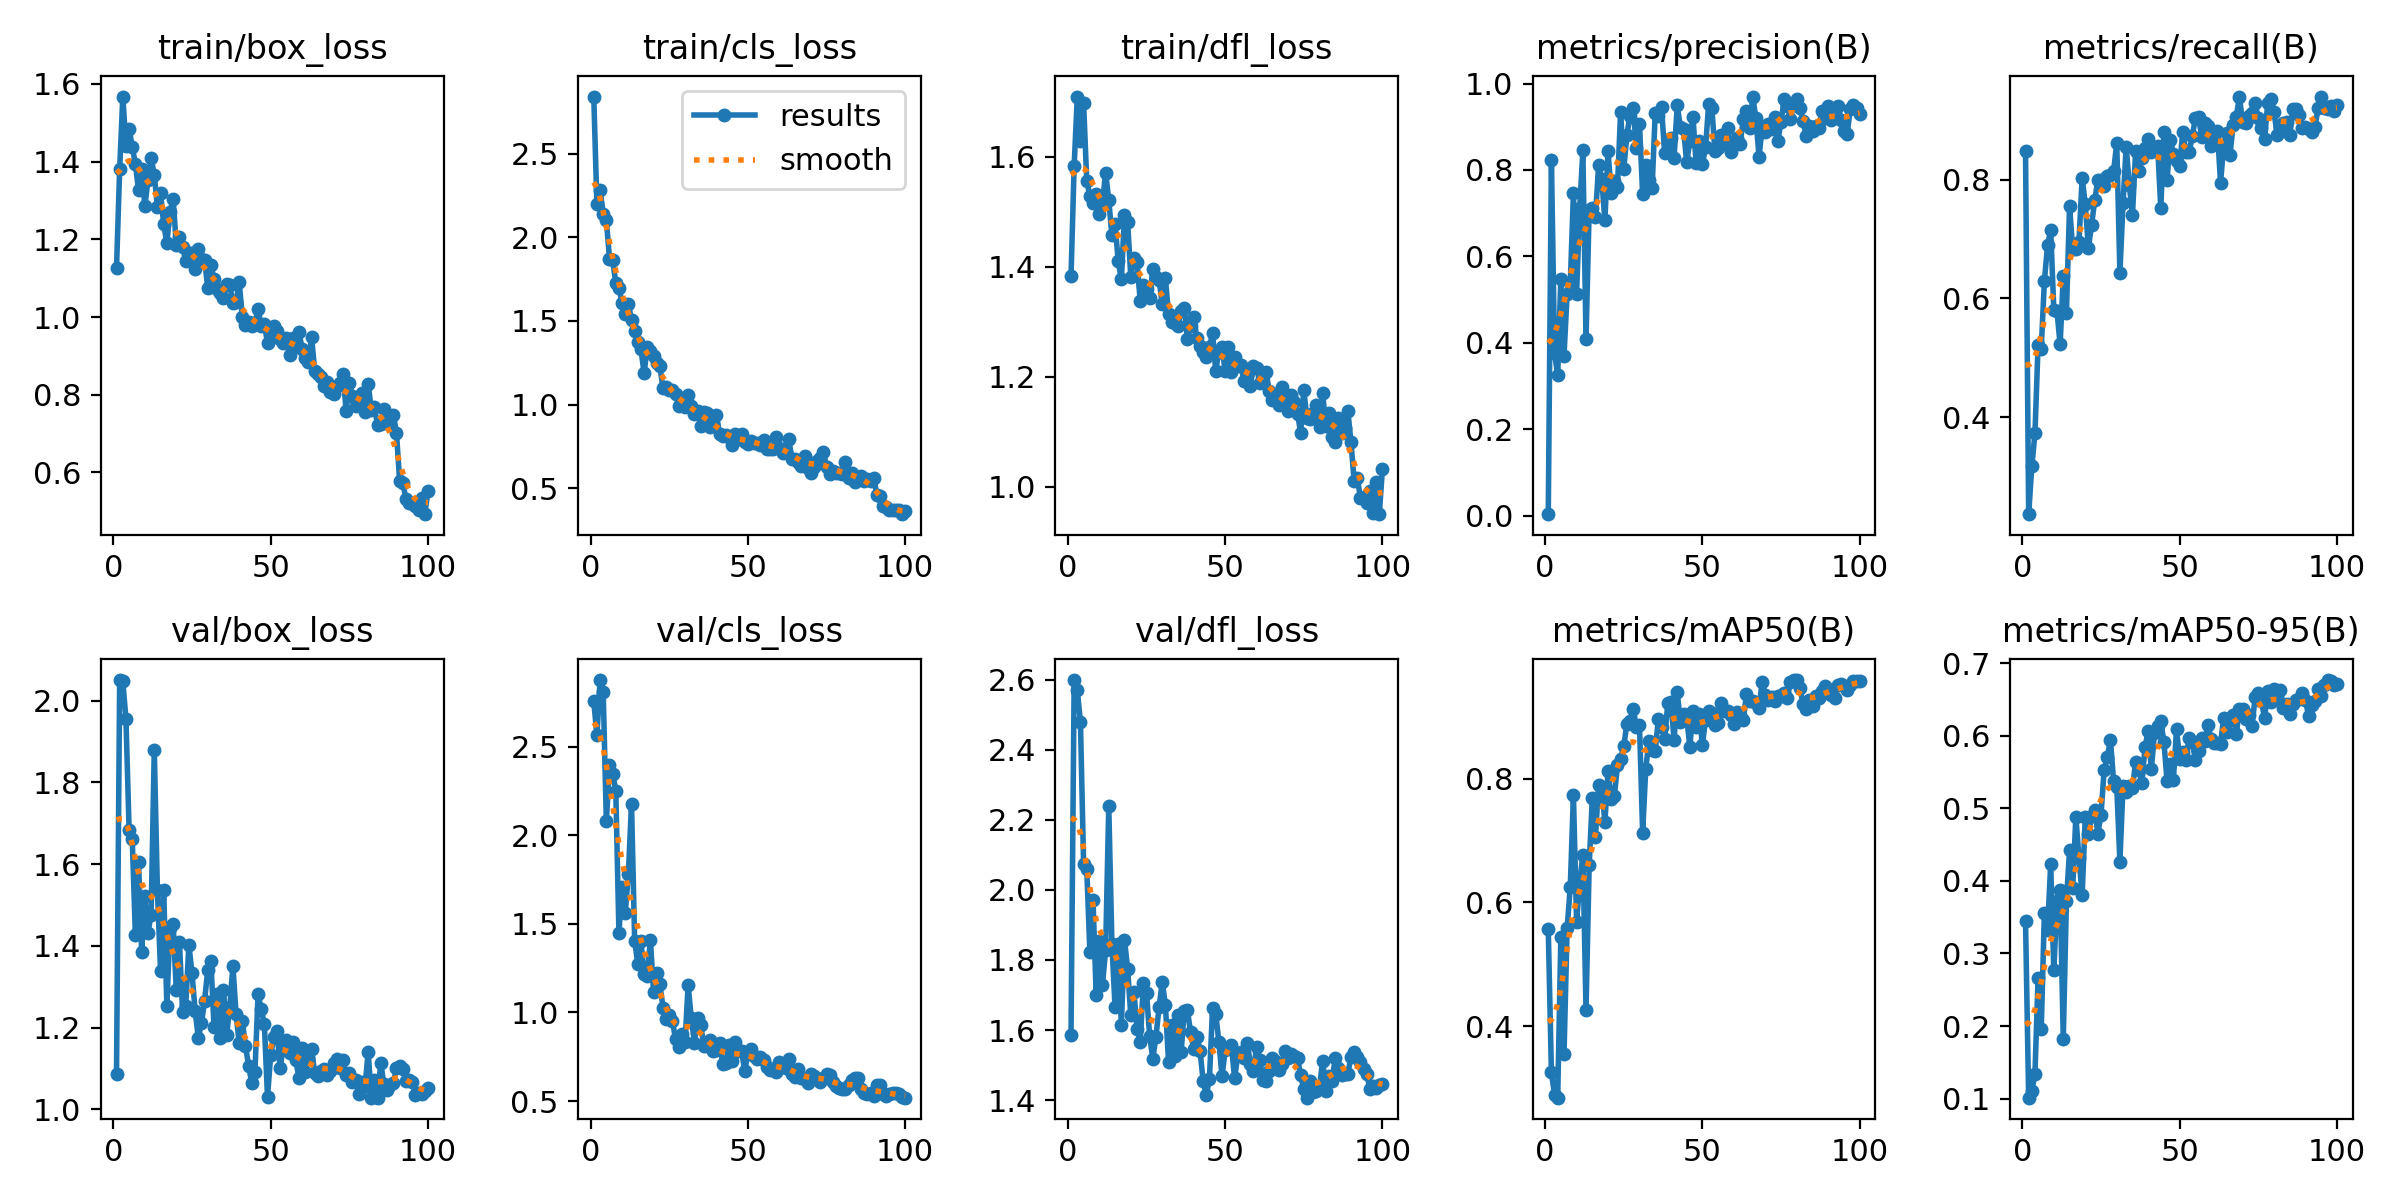 train/box_loss
1.6
1.4
1.2
1.0
0.8
0.6
0 50 100
train/cls_loss
results
smooth
2.5
2.0
1.5
1.0
0.5
0 50 100
train/dfl_loss
1.6
1.4
1.2
1.0
0 50 100
metrics/precision(B)
1.0
0.8
0.6
0.4
0.2
0.0
0 50 100
metrics/recall(B)
0.8
0.6
0.4
0 50 100
val/box_loss
2.0
1.8
1.6
1.4
1.2
1.0
0 50 100
val/cls_loss
2.5
2.0
1.5
1.0
0.5
0 50 100
val/dfl_loss
2.6
2.4
2.2
2.0
1.8
1.6
1.4
0 50 100
metrics/mAP50(B)
0.8
0.6
0.4
0 50 100
metrics/mAP50-95(B)
0.7
0.6
0.5
0.4
0.3
0.2
0.1
0 50 100